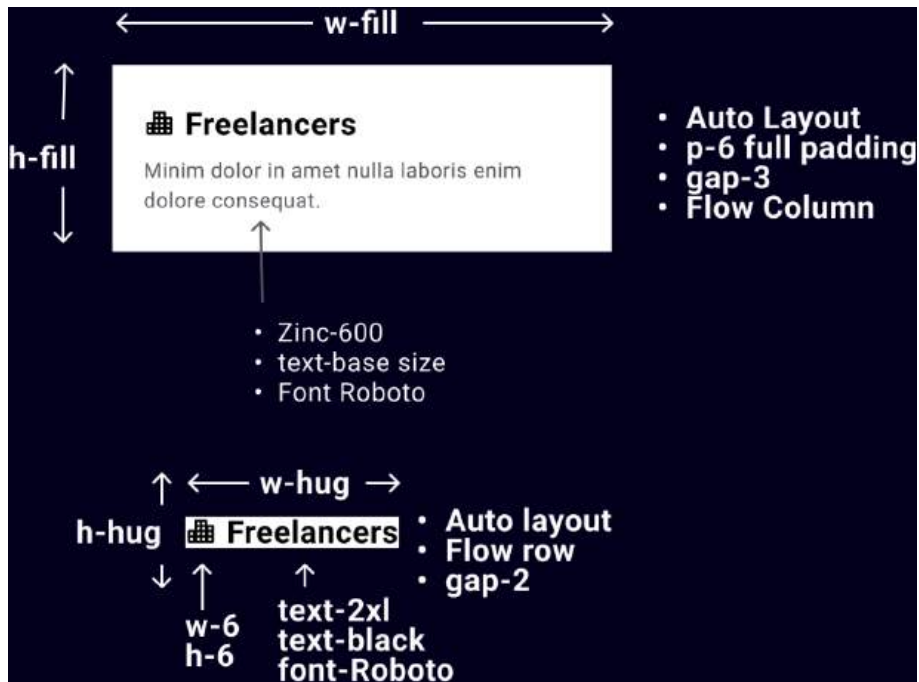 w-fill
h-fill
Freelancers
Minim dolor in amet nulla laboris enim
dolore consequat.
• Auto Layout
• p-6 full padding
• gap-3
• Flow Column
• Zinc-600
• text-base size
• Font Roboto
w-hug
h-hug
Freelancers
• Auto layout
• Flow row
• gap-2
w-6
h-6
text-2xl
text-black
font-Roboto